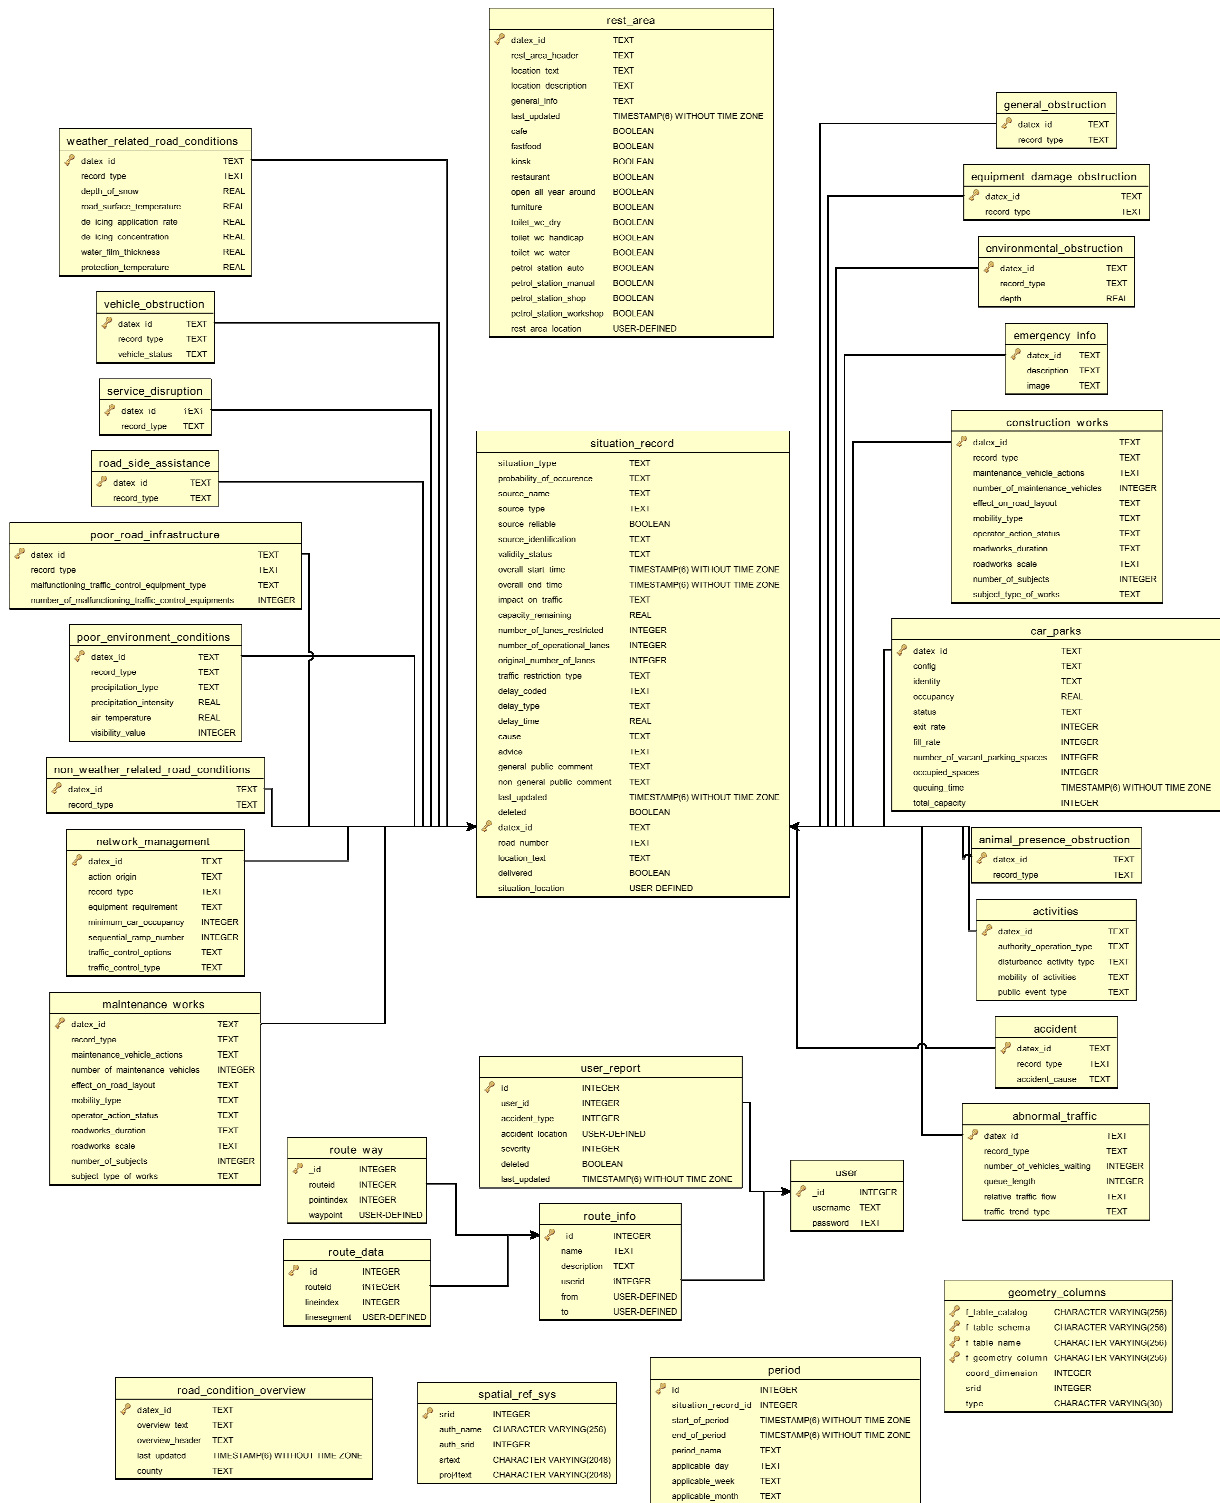 rest_area
datex_id TEXT
rest_area_header TEXT
location_text TEXT
location_description TEXT
general_info TEXT
last_updated TIMESTAMP(6) WITHOUT TIME ZONE
cafe BOOLEAN
fastfood BOOLEAN
kinsk BOOLEAN
restaurant BOOLEAN
open_all_year_around BOOLEAN
furniture BOOLEAN
toilet_wc_dry BOOLEAN
toilet_wc_handicap BOOLEAN
toilet_wc_water BOOLEAN
petrol_station_auto BOOLEAN
petrol_station_manual BOOLEAN
petrol_station_shop BOOLEAN
petrol_station_workshop BOOLEAN
rest_area_location USER-DEFINED
weather_related_road_conditions
datex_id TEXT
record_type TEXT
depth_of_snow REAL
road_surface_temperature REAL
de_icing_application_rate REAL
de_icing_concentration REAL
water_film_thickness REAL
protection_temperature REAL
vehicle_obstruction
datex_id TEXT
record_type TEXT
vehicle_status TEXT
service_disruption
datex_id TEXT
record_type TEXT
road_side_assistance
datex_id TEXT
record_type TEXT
poor_road_infrastructure
datex_id TEXT
record_type TEXT
malfunctioning_traffic_control_equipment_type TEXT
number_of_malfunctioning_traffic_control_equipments INTEGER
poor_environment_conditions
datex_id TEXT
record_type TEXT
precipitation_type TEXT
precipitation_intensity REAL
air_temperature REAL
visibility_value INTEGER
non_weather_related_road_conditions
datex_id TEXT
record_type TEXT
network_management
datex_id TEXT
action_origin TEXT
record_type TEXT
equipment_requirement TEXT
minimum_car_occupancy INTEGER
sequential_ramp_number INTEGER
traffic_control_options TEXT
traffic_control_type TEXT
maintenance_works
datex_id TEXT
record_type TEXT
maintenance_vehicle_actions TEXT
number_of_maintenance_vehicles INTEGER
effect_on_road_layout TEXT
mobility_type TEXT
operator_action_status TEXT
roadworks_duration TEXT
roadworks_scale TEXT
number_of_subjects INTEGER
subject_type_of_works TEXT
situation_record
situation_type TEXT
probability_of_occurence TEXT
source_name TEXT
source_type TEXT
source_reliable BOOLEAN
source_identification TEXT
validity_status TEXT
overall_start_time TIMESTAMP(6) WITHOUT TIME ZONE
overall_end_time TIMESTAMP(6) WITHOUT TIME ZONE
impact_on_traffic TEXT
capacity_remaining REAL
number_of_lanes_restricted INTEGER
number_of_operational_lanes INTEGER
original_number_of_lanes INTEGER
traffic_restriction_type TEXT
delay_coded TEXT
delay_type TEXT
delay_time REAL
cause TEXT
advice TEXT
general_public_comment TEXT
non_general_public_comment TEXT
last_updated TIMESTAMP(6) WITHOUT TIME ZONE
deleted BOOLEAN
datex_id TEXT
road_number TEXT
location_text TEXT
delivered BOOLEAN
situation_location USER-DEFINED
general_obstruction
datex_id TEXT
record_type TEXT
equipment_damage_obstruction
datex_id TEXT
record_type TEXT
environmental_obstruction
datex_id TEXT
record_type TEXT
depth REAL
emergency_info
datex_id TEXT
description TEXT
image TEXT
construction_works
datex_id TEXT
record_type TEXT
maintenance_vehicle_actions TEXT
number_of_maintenance_vehicles INTEGER
effect_on_road_layout TEXT
mobility_type TEXT
operator_action_status TEXT
roadworks_duration TEXT
roadworks_scale TEXT
number_of_subjects INTEGER
subject_type_of_works TEXT
car_parks
datex_id TEXT
config TEXT
identity TEXT
occupancy REAL
status TEXT
exit_rate INTEGER
fill_rate INTEGER
number_of_vacant_parking_spaces INTEGER
occupied_spaces INTEGER
queuing_time TIMESTAMP(6) WITHOUT TIME ZONE
total_capacity INTEGER
animal_presence_obstruction
datex_id TEXT
record_type TEXT
activities
datex_id TEXT
authority_operation_type TEXT
disturbance_activity_type TEXT
mobility_of_activities TEXT
public_event_type TEXT
accident
datex_id TEXT
record_type TEXT
accident_cause TEXT
abnormal_traffic
datex_id TEXT
record_type TEXT
number_of_vehicles_waiting INTEGER
queue_length INTEGER
relative_traffic_flow TEXT
traffic_trend_type TEXT
user_report
id INTEGER
user_id INTEGER
accident_type INTEGER
accident_location USER-DEFINED
severity INTEGER
deleted BOOLEAN
last_updated TIMESTAMP(6) WITHOUT TIME ZONE
route_way
_id INTEGER
routeid INTEGER
pointindex INTEGER
waypoint USER-DEFINED
user
_id INTEGER
username TEXT
password TEXT
route_info
_id INTEGER
name TEXT
description TEXT
userid INTEGER
from USER-DEFINED
to USER-DEFINED
route_data
_id INTEGER
routeid INTEGER
lineindex INTEGER
linesegment USER-DEFINED
geometry_columns
f_table_catalog CHARACTER VARYING(256)
f_table_schema CHARACTER VARYING(256)
f_table_name CHARACTER VARYING(256)
f_geometry_column CHARACTER VARYING(256)
coord_dimension INTEGER
srid INTEGER
type CHARACTER VARYING(30)
road_condition_overview
datex_id TEXT
overview_text TEXT
overview_header TEXT
last_updated TIMESTAMP(6) WITHOUT TIME ZONE
county TEXT
spatial_ref_sys
srid INTEGER
auth_name CHARACTER VARYING(256)
auth_srid INTEGER
srtext CHARACTER VARYING(2048)
proj4text CHARACTER VARYING(2048)
period
id INTEGER
situation_record_id INTEGER
start_of_period TIMESTAMP(6) WITHOUT TIME ZONE
end_of_period TIMESTAMP(6) WITHOUT TIME ZONE
period_name TEXT
applicable_day TEXT
applicable_week TEXT
applicable_month TEXT